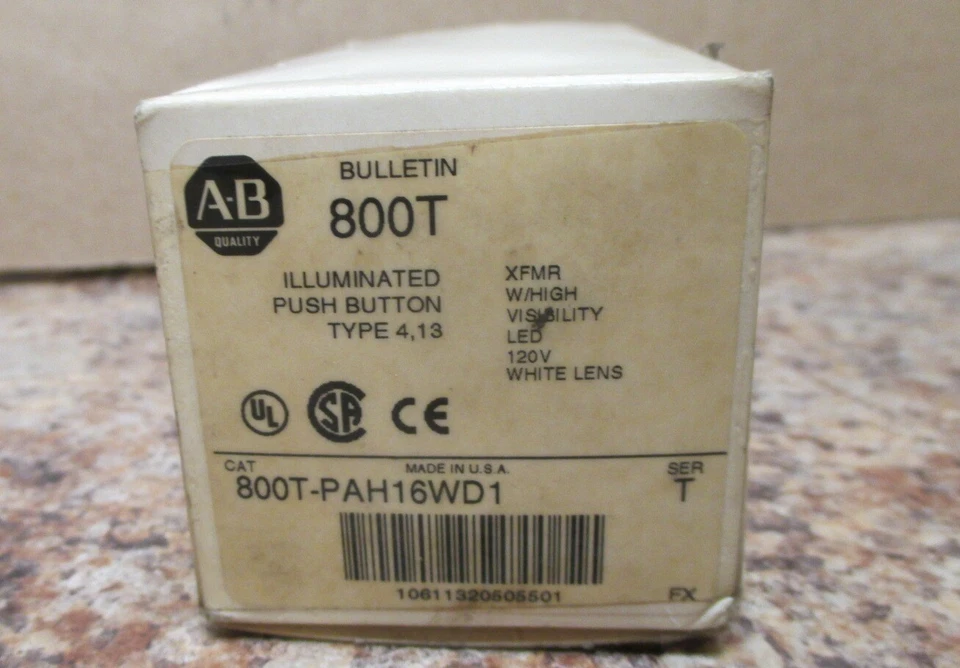 A-B
QUALITY
BULLETIN
800T
ILLUMINATED
PUSH BUTTON
TYPE 4,13
XFMR
W/HIGH
VISIBILITY
LED
120V
WHITE LENS
UL
SA
CE
CAT
MADE IN U.S.A.
SER
800T-PAH16WD1
T
10611320505501
FX